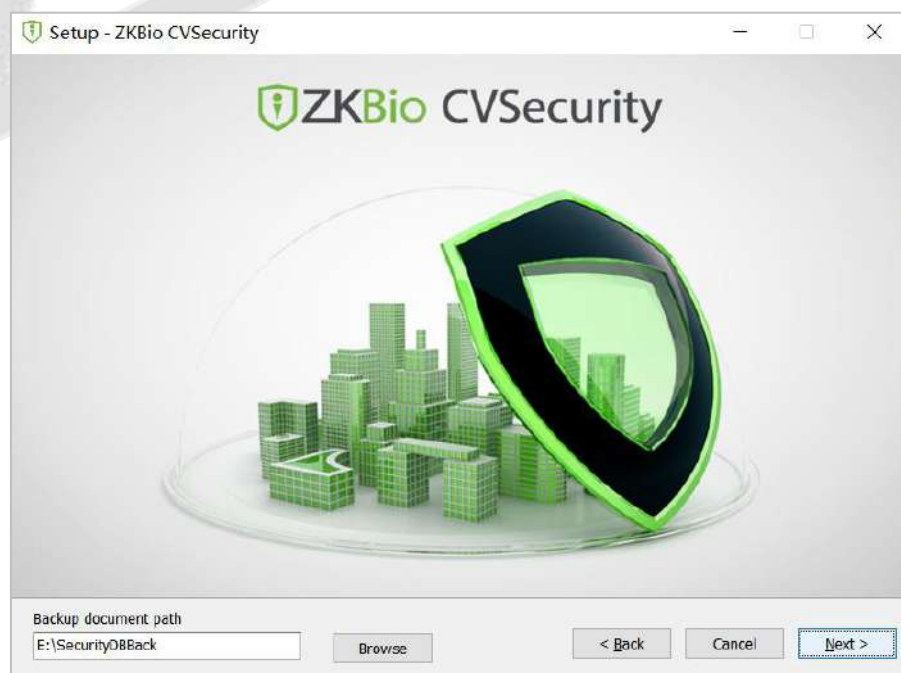 Setup - ZKBio CVSecurity
ZKBio CVSecurity
Backup document path
E:\SecurityDBBack
Browse
< Back
Cancel
Next >